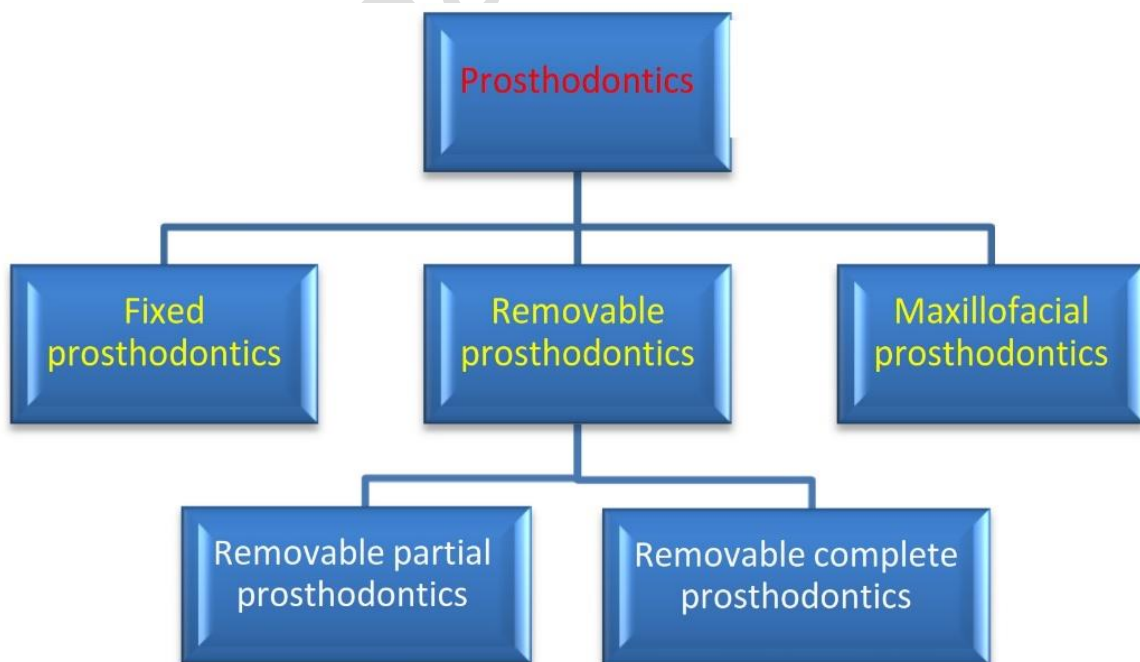 Prosthodontics
Fixed
prosthodontics
Removable
prosthodontics
Maxillofacial
prosthodontics
Removable partial
prosthodontics
Removable complete
prosthodontics